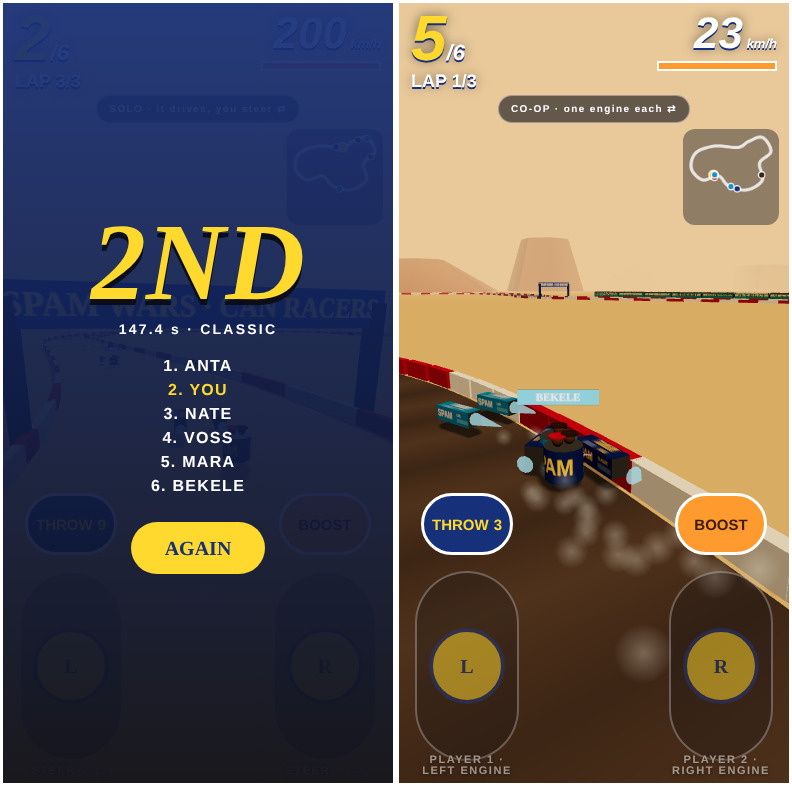 2/6
200 km/h
LAP 3/3
SOLO · it drives, you steer ⇄
SPAM WARS · CAN RACERS
2ND
147.4 s · CLASSIC
1. ANTA
2. YOU
3. NATE
4. VOSS
5. MARA
6. BEKELE
THROW 9
BOOST
AGAIN
L
R
5/6
23 km/h
LAP 1/3
CO-OP · one engine each ⇄
BEKELE
SPAM
SPAM
PAM
SPAM
THROW 3
BOOST
L
R
PLAYER 1 ·
LEFT ENGINE
PLAYER 2 ·
RIGHT ENGINE